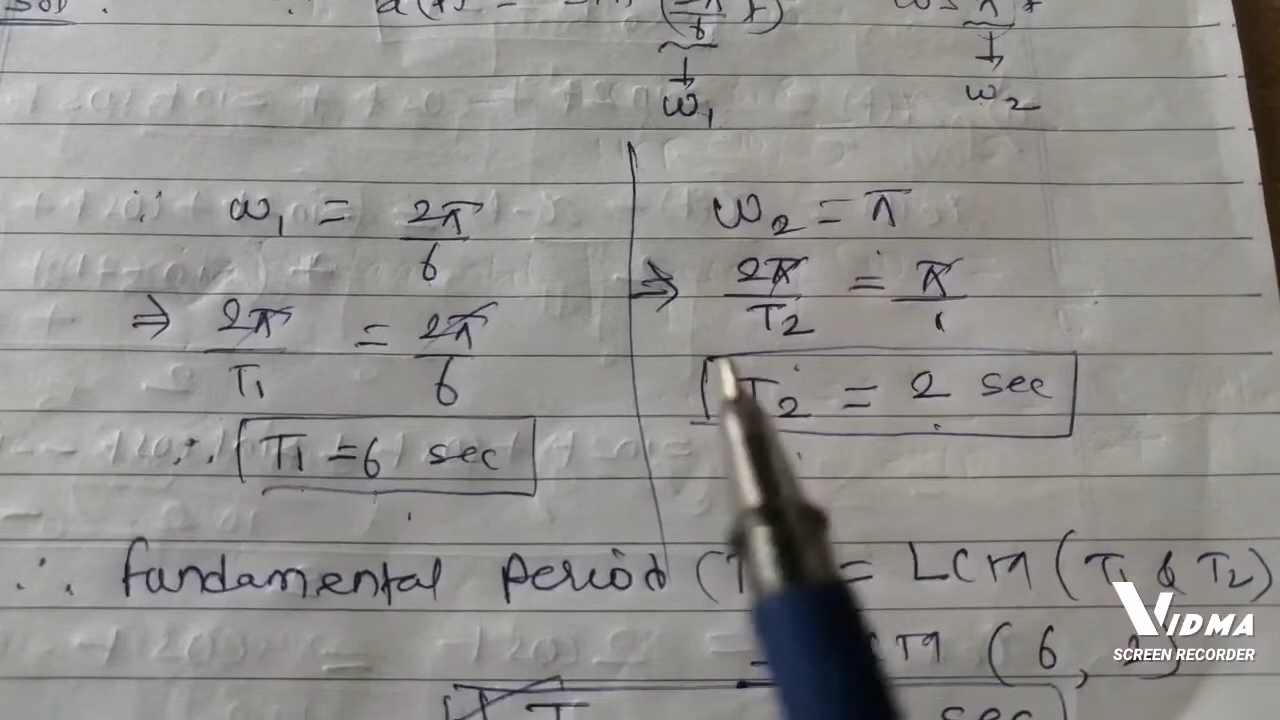 ω₁
ω₂
∵ ω₁ = 2π/6
⇒ 2π/T₁ = 2π/6
∴ T₁ = 6 sec
ω₂ = π
⇒ 2π/T₂ = π/1
T₂ = 2 sec
∴ fundamental period (T = LCM (T₁ & T₂)
(6, 2)
T sec
VIDMA
SCREEN RECORDER